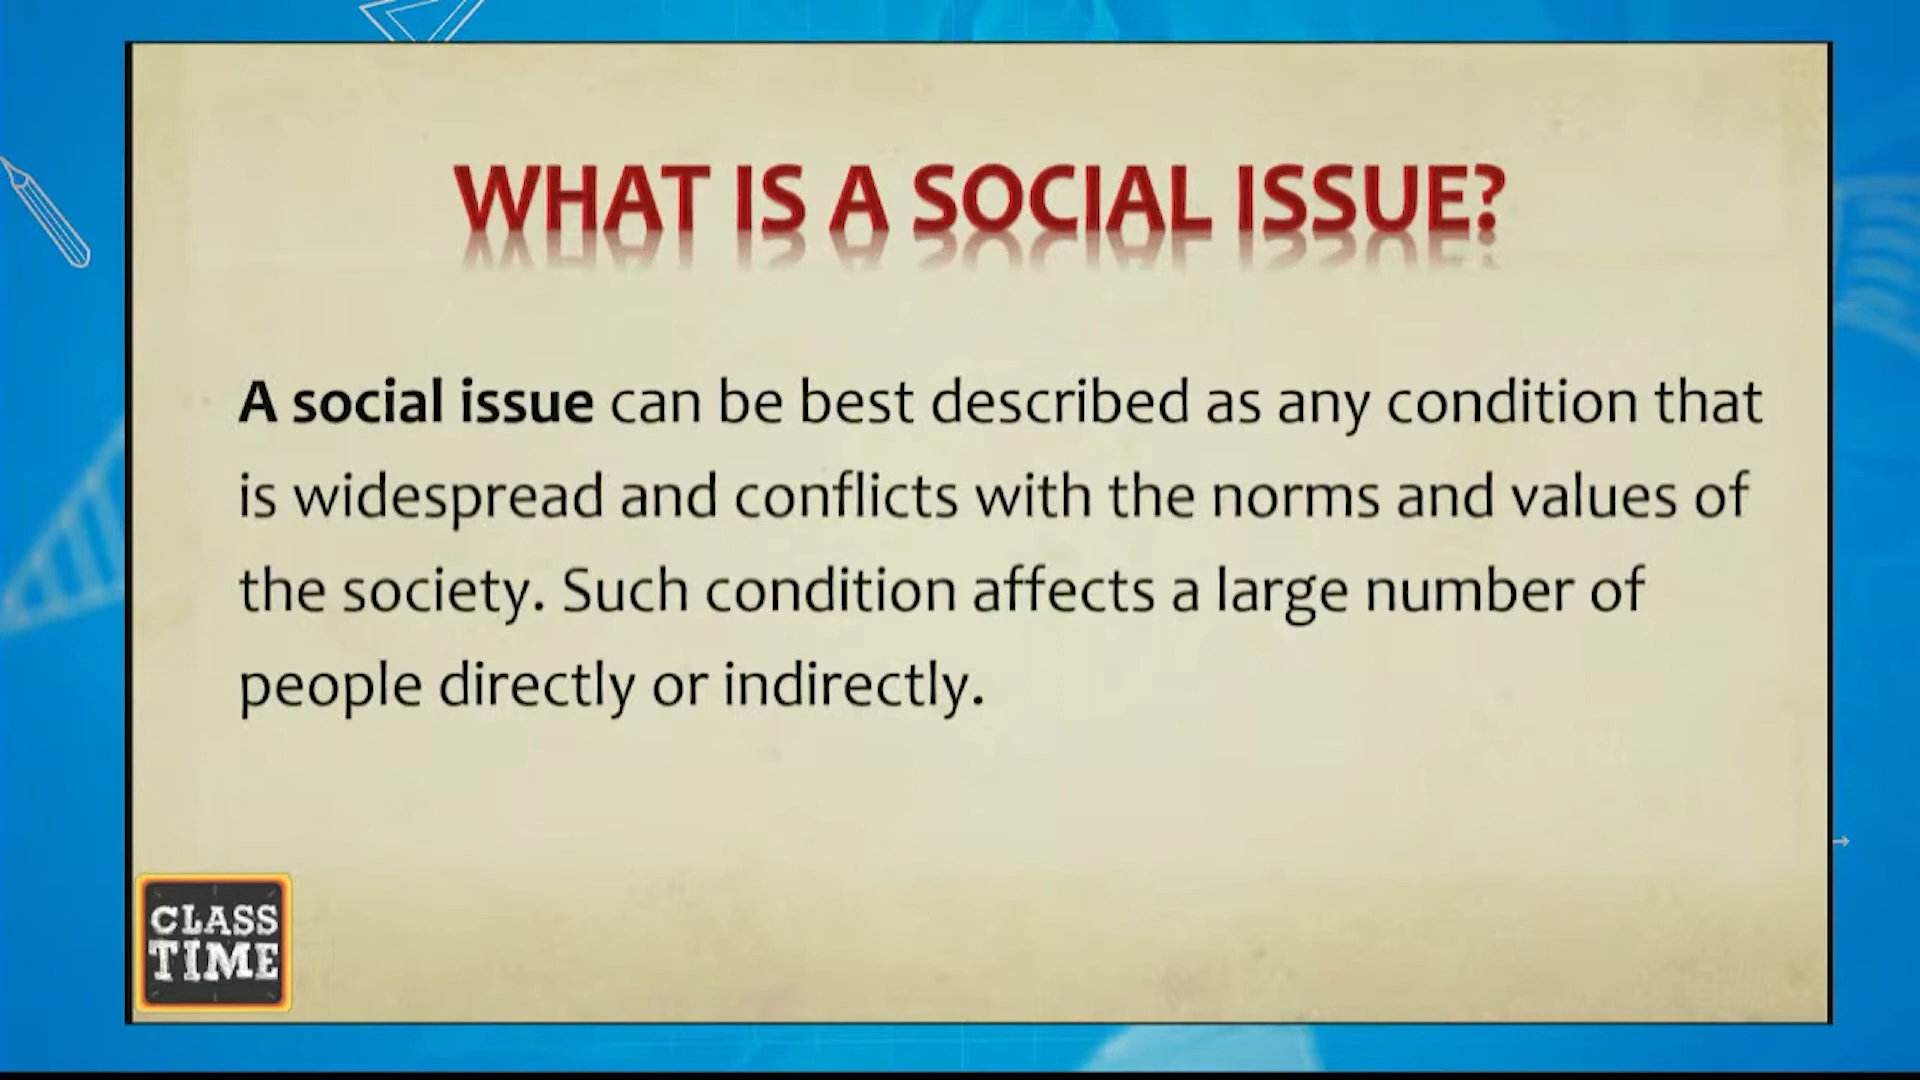 WHAT IS A SOCIAL ISSUE?
A social issue can be best described as any condition that
is widespread and conflicts with the norms and values of
the society. Such condition affects a large number of
people directly or indirectly.
CLASS
TIME